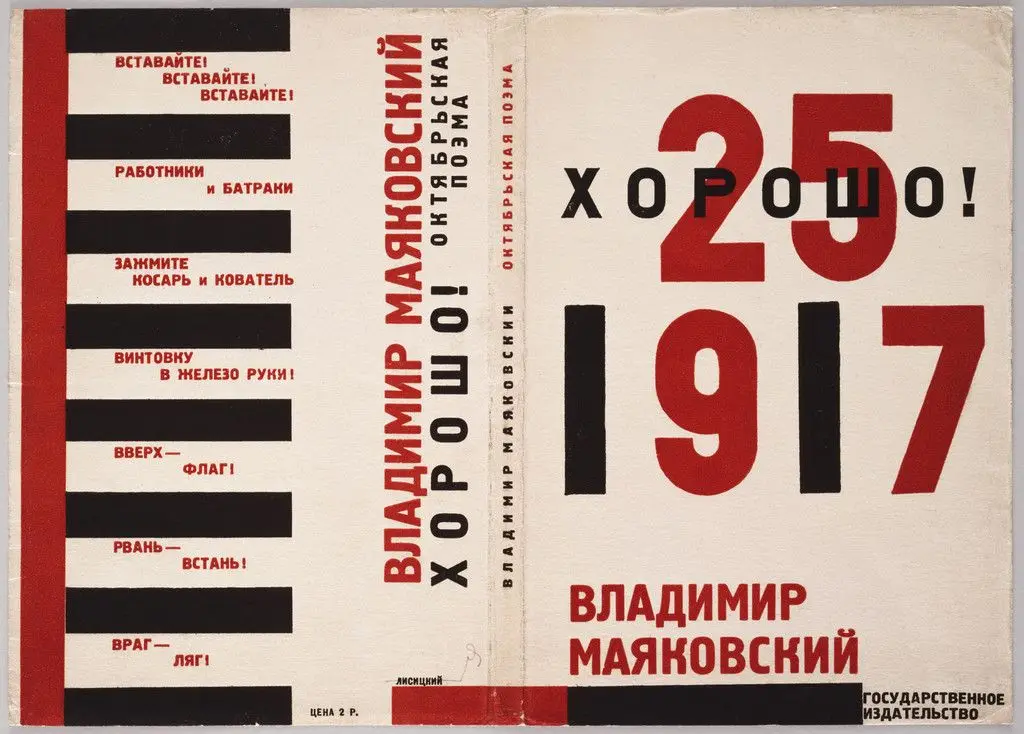 ВСТАВАЙТЕ!
ВСТАВАЙТЕ!
ВСТАВАЙТЕ!
РАБОТНИКИ
И БАТРАКИ
ЗАЖМИТЕ
КОСАРЬ И КОВАТЕЛЬ
ВИНТОВКУ
В ЖЕЛЕЗО РУКИ!
ВВЕРХ—
ФЛАГ!
РВАНЬ—
ВСТАНЬ!
ВРАГ—
ЛЯГ!
ЦЕНА 2 Р.
ВЛАДИМИР МАЯКОВСКИЙ
ХОРОШО!
ОКТЯБРЬСКАЯ
ПОЭМА
ЛИСИЦКИЙ
ВЛАДИМИР МАЯКОВСКИЙ ОКТЯБРЬСКАЯ ПОЭМА
25
ХОРОШО!
1917
ВЛАДИМИР
МАЯКОВСКИЙ
ГОСУДАРСТВЕННОЕ
ИЗДАТЕЛЬСТВО